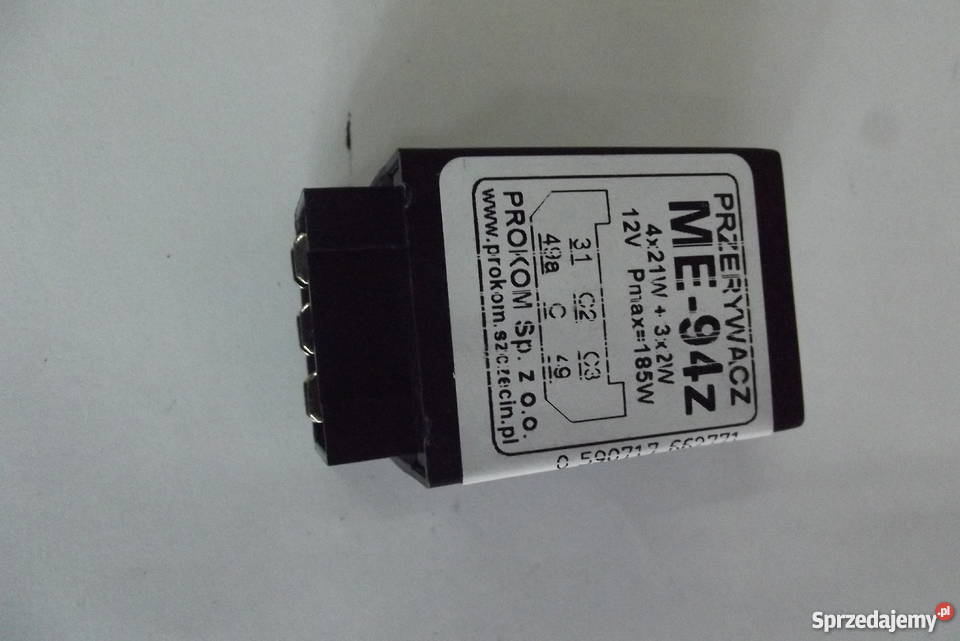 PRZERYWACZ
ME-94z
4x21W + 3x2W
12V Pmax=185W
31 C2 C3
49a C 49
PROKOM Sp. z o.o.
www.prokom.szczecin.pl
Sprzedajemy.pl